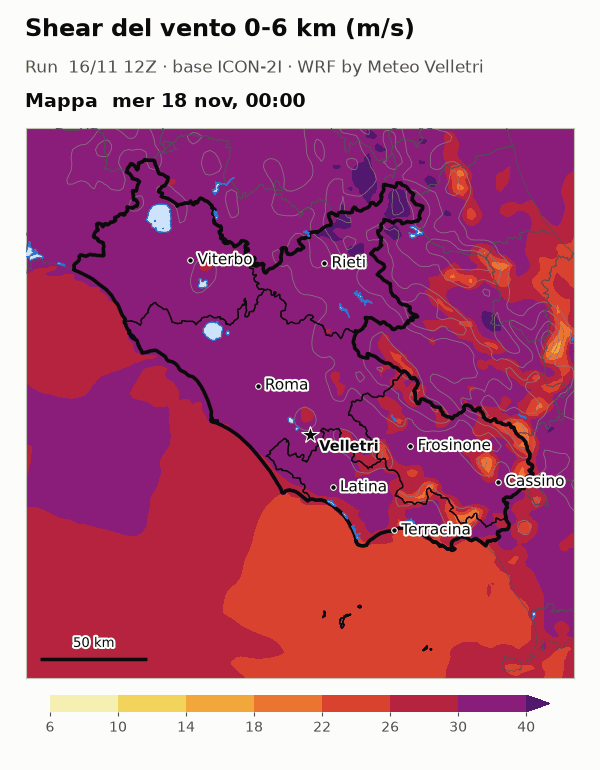 Shear del vento 0-6 km (m/s)
Run  16/11 12Z · base ICON-2I · WRF by Meteo Velletri
Mappa  mer 18 nov, 00:00
Viterbo
Rieti
Roma
Velletri
Frosinone
Cassino
Latina
Terracina
50 km
6 10 14 18 22 26 30 40